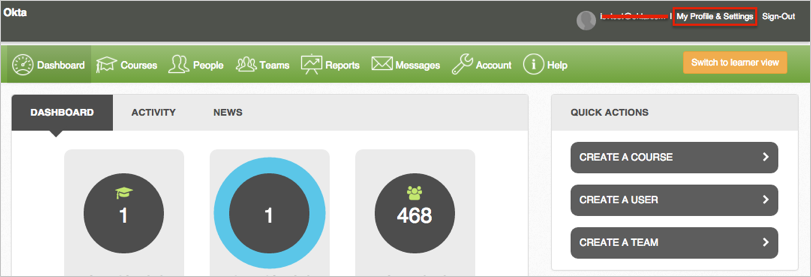 Okta
My Profile & Settings Sign-Out
Dashboard Courses People Teams Reports Messages Account Help Switch to learner view
DASHBOARD ACTIVITY NEWS
QUICK ACTIONS
CREATE A COURSE
CREATE A USER
CREATE A TEAM
1
1
468